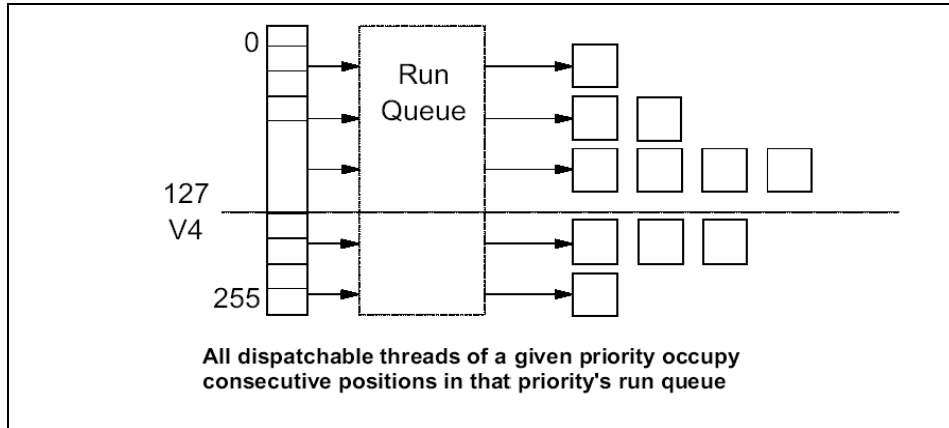 0
Run
Queue
127
V4
255
All dispatchable threads of a given priority occupy
consecutive positions in that priority's run queue